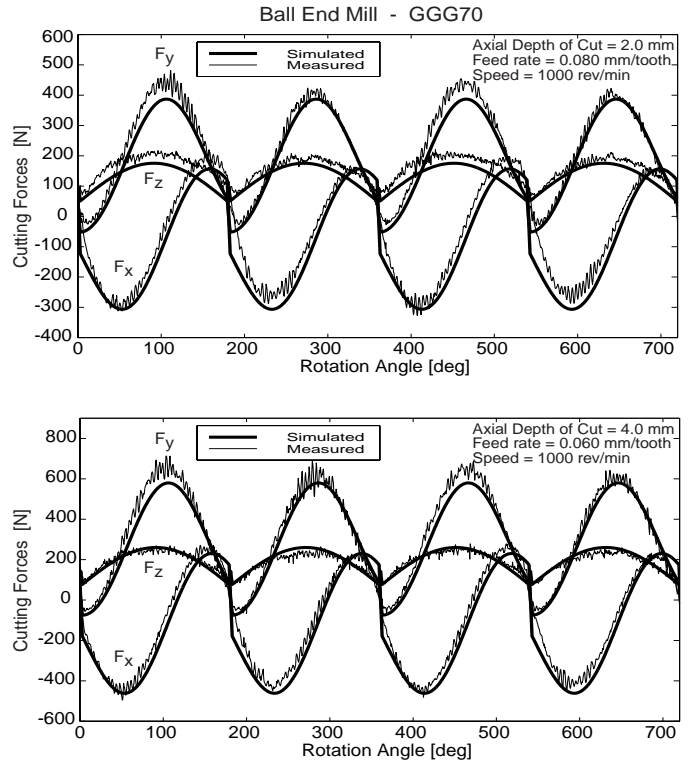 Ball End Mill - GGG70
600
500
400
300
200
100
0
-100
-200
-300
-400
Cutting Forces [N]
Fy
Fz
Fx
Simulated
Measured
Axial Depth of Cut = 2.0 mm
Feed rate = 0.080 mm/tooth
Speed = 1000 rev/min
0 100 200 300 400 500 600 700
Rotation Angle [deg]
800
600
400
200
0
-200
-400
-600
Cutting Forces [N]
Fy
Fz
Fx
Simulated
Measured
Axial Depth of Cut = 4.0 mm
Feed rate = 0.060 mm/tooth
Speed = 1000 rev/min
0 100 200 300 400 500 600 700
Rotation Angle [deg]